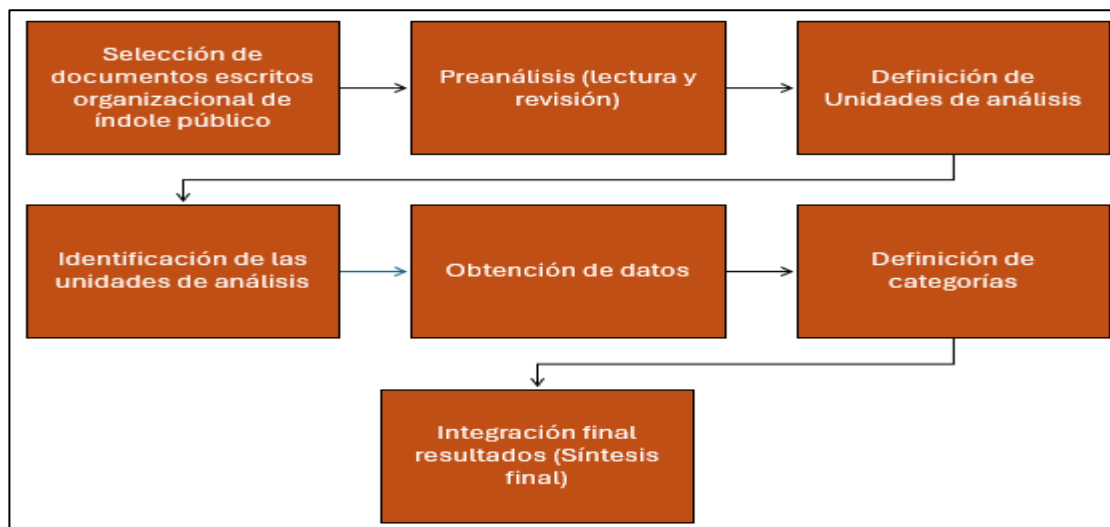 Selección de
documentos escritos
organizacional de
índole público
Preanálisis (lectura y
revisión)
Definición de
Unidades de análisis
Identificación de las
unidades de análisis
Obtención de datos
Definición de
categorías
Integración final
resultados (Síntesis
final)